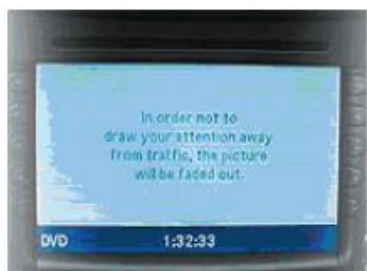 In order not to
draw your attention away
from traffic, the picture
will be faded out.
DVD 1:32:33